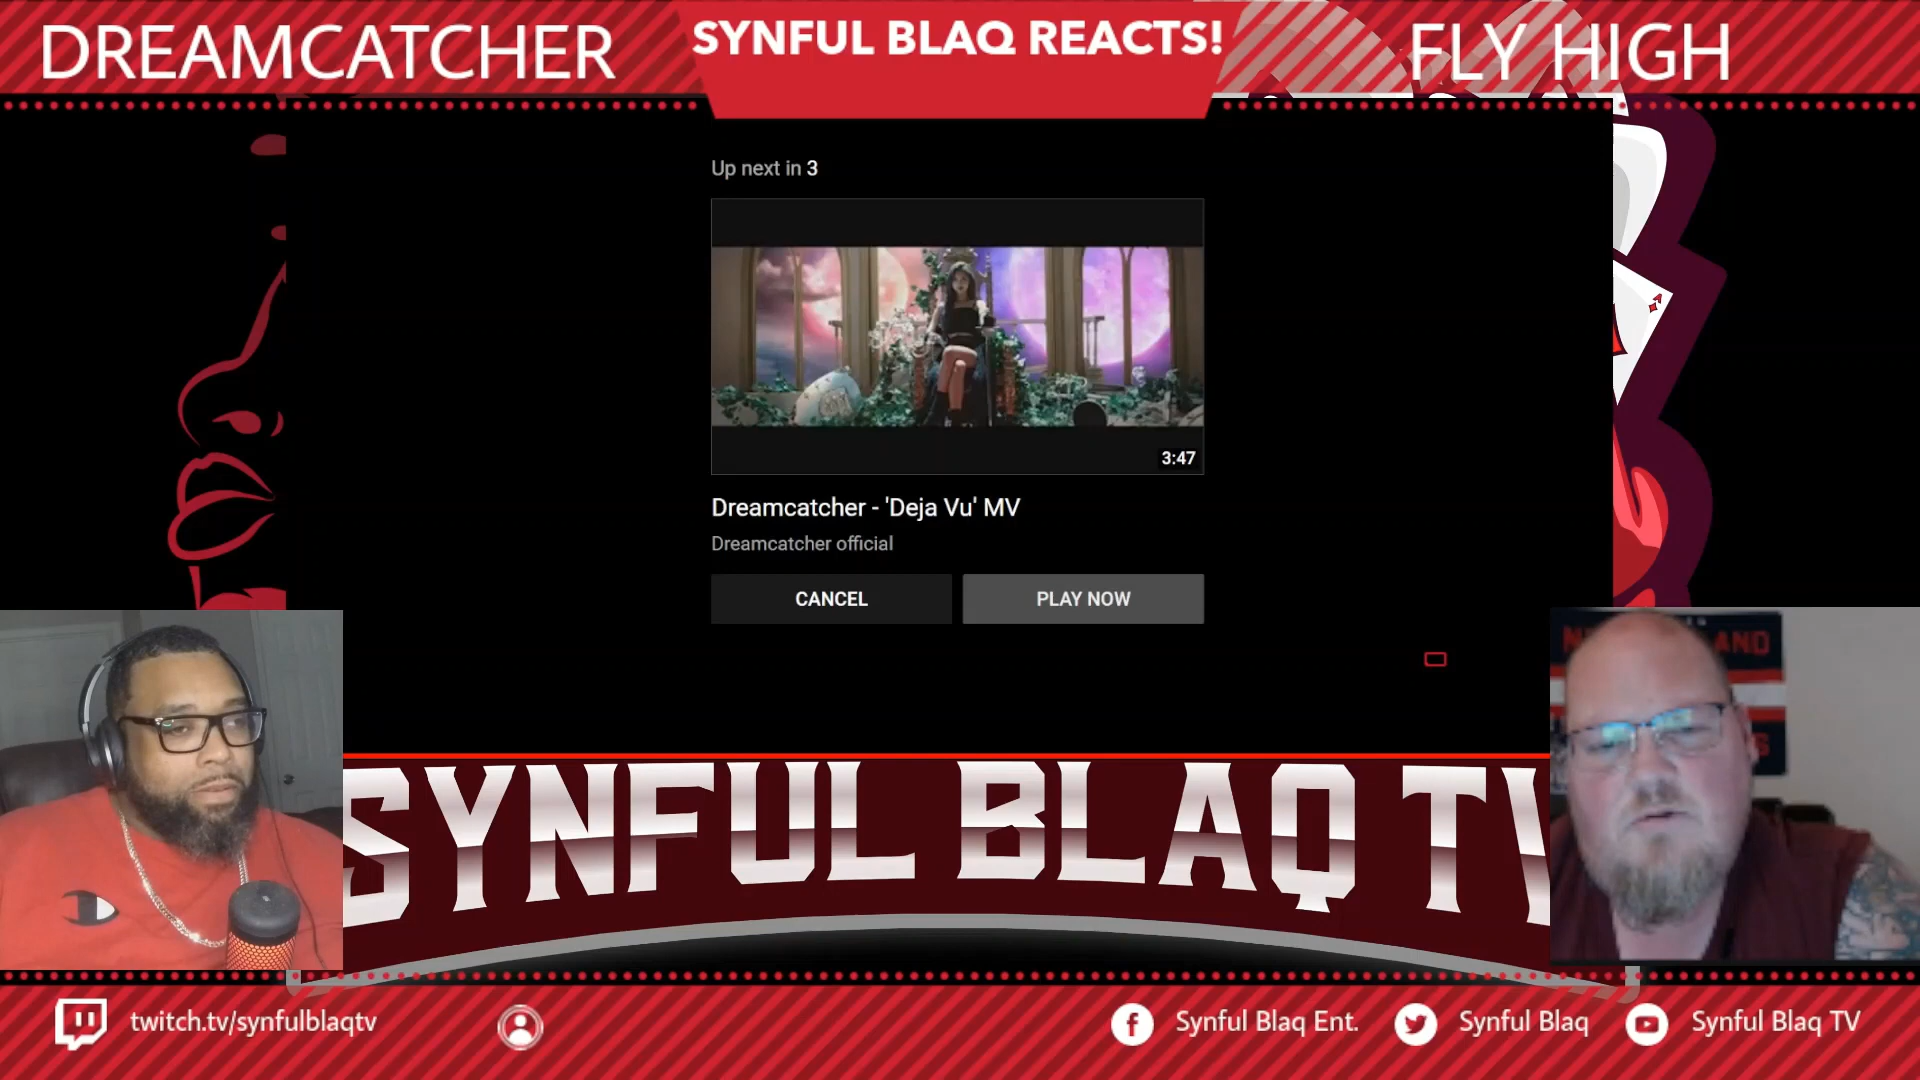 DREAMCATCHER
SYNFUL BLAQ REACTS!
FLY HIGH
Up next in 3
3:47
Dreamcatcher - 'Deja Vu' MV
Dreamcatcher official
CANCEL
PLAY NOW
SYNFUL BLAQ TV
twitch.tv/synfulblaqtv
Synful Blaq Ent.
Synful Blaq
Synful Blaq TV